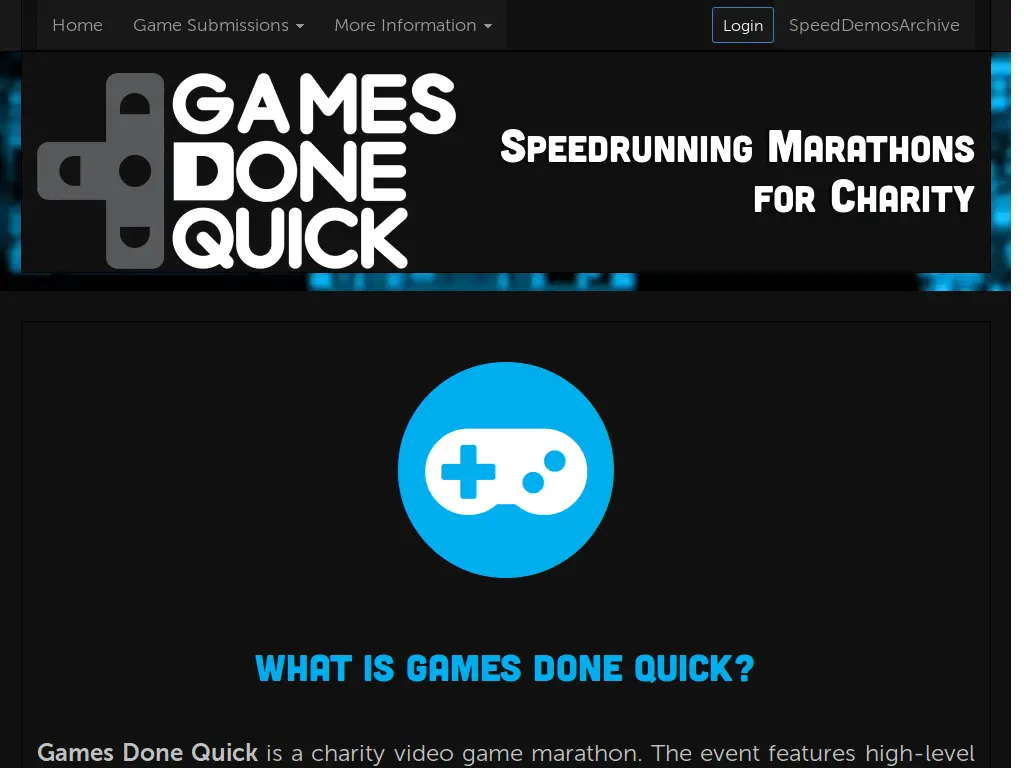 Home Game Submissions More Information Login SpeedDemosArchive
GAMES
DONE
QUICK
Speedrunning Marathons
for Charity
WHAT IS GAMES DONE QUICK?
Games Done Quick is a charity video game marathon. The event features high-level